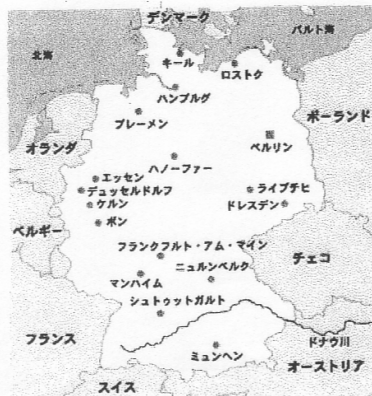 デンマーク
バルト海
北海
キール
ロストク
ハンブルグ
ブレーメン
ポーランド
ベルリン
オランダ
ハノーファー
エッセン
デュッセルドルフ
ライプチヒ
ケルン
ドレスデン
ボン
ベルギー
フランクフルト・アム・マイン
チェコ
ニュルンベルク
マンハイム
シュトゥットガルト
フランス
ドナウ川
ミュンヘン
オーストリア
スイス